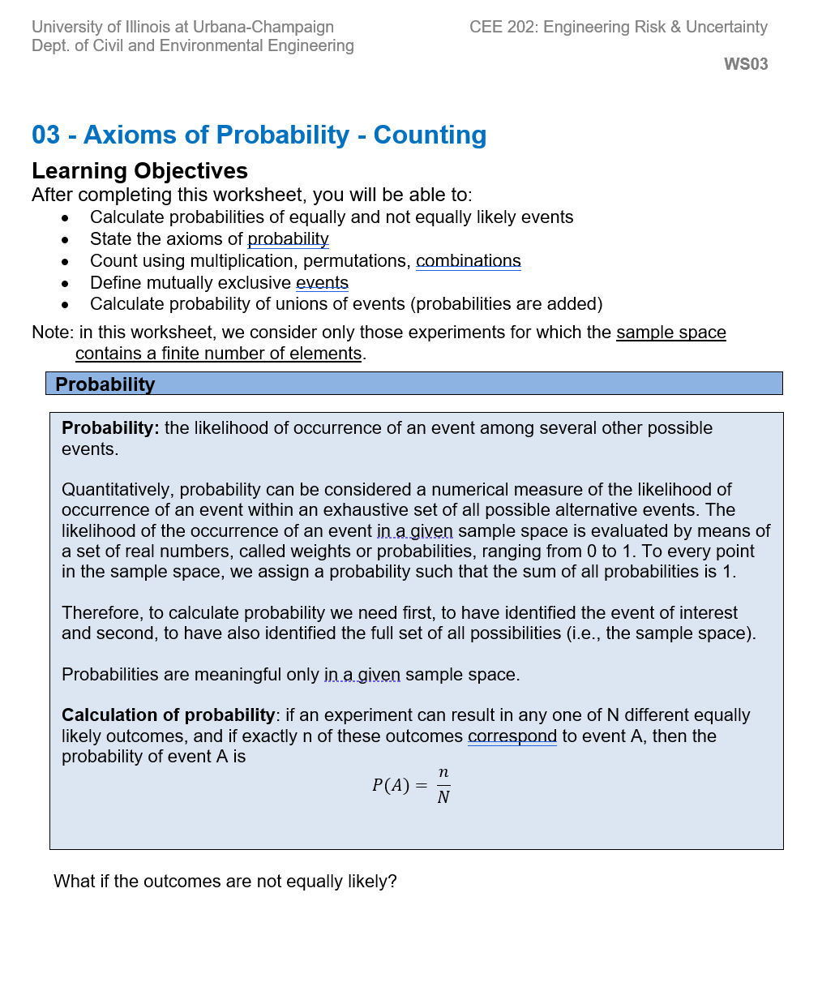 University of Illinois at Urbana-Champaign
Dept. of Civil and Environmental Engineering
CEE 202: Engineering Risk & Uncertainty
WS03
03 - Axioms of Probability - Counting
Learning Objectives
After completing this worksheet, you will be able to:
• Calculate probabilities of equally and not equally likely events
• State the axioms of probability
• Count using multiplication, permutations, combinations
• Define mutually exclusive events
• Calculate probability of unions of events (probabilities are added)
Note: in this worksheet, we consider only those experiments for which the sample space
contains a finite number of elements.
Probability
Probability: the likelihood of occurrence of an event among several other possible
events.
Quantitatively, probability can be considered a numerical measure of the likelihood of
occurrence of an event within an exhaustive set of all possible alternative events. The
likelihood of the occurrence of an event in a given sample space is evaluated by means of
a set of real numbers, called weights or probabilities, ranging from 0 to 1. To every point
in the sample space, we assign a probability such that the sum of all probabilities is 1.
Therefore, to calculate probability we need first, to have identified the event of interest
and second, to have also identified the full set of all possibilities (i.e., the sample space).
Probabilities are meaningful only in a given sample space.
Calculation of probability: if an experiment can result in any one of N different equally
likely outcomes, and if exactly n of these outcomes correspond to event A, then the
probability of event A is
P(A) = n/N
What if the outcomes are not equally likely?